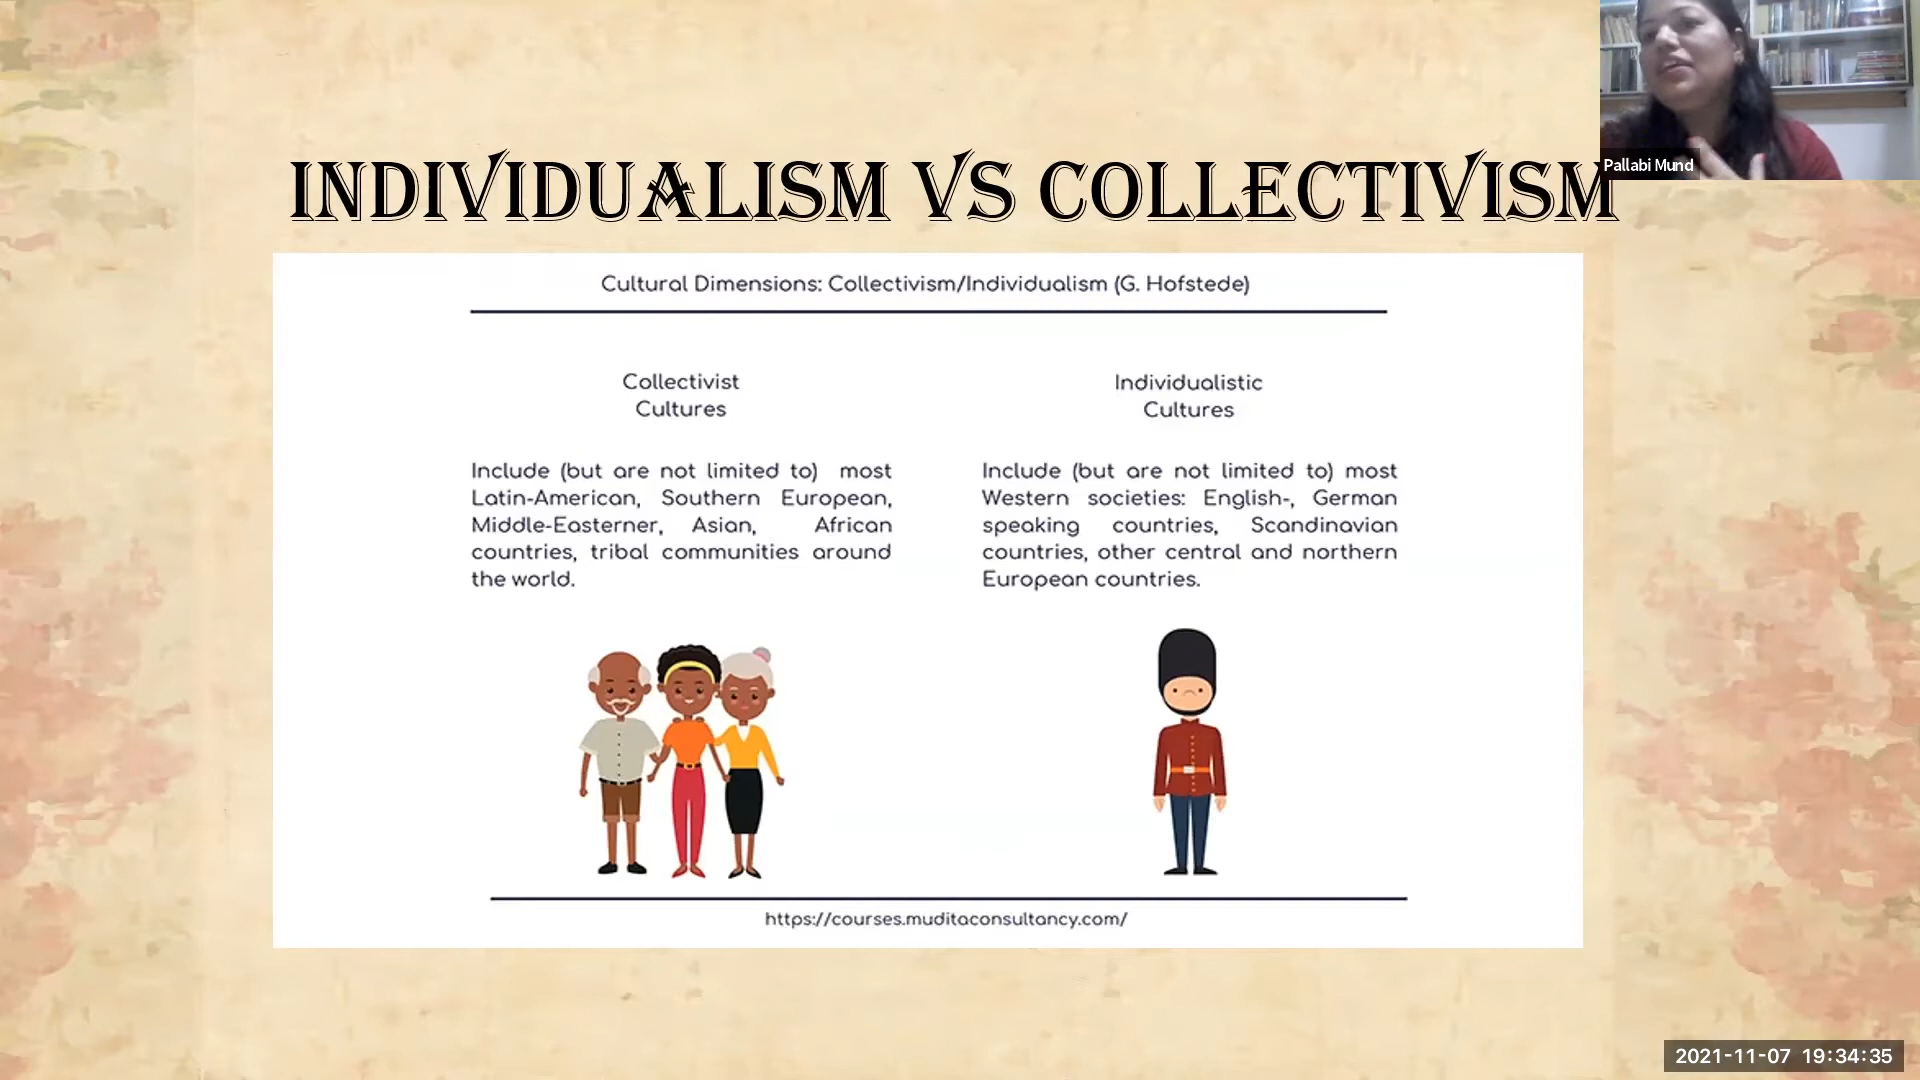 INDIVIDUALISM VS COLLECTIVISM
Pallabi Mund
Cultural Dimensions: Collectivism/Individualism (G. Hofstede)
Collectivist
Cultures
Include (but are not limited to) most
Latin-American, Southern European,
Middle-Easterner, Asian, African
countries, tribal communities around
the world.
Individualistic
Cultures
Include (but are not limited to) most
Western societies: English-, German
speaking countries, Scandinavian
countries, other central and northern
European countries.
https://courses.muditaconsultancy.com/
2021-11-07 19:34:35